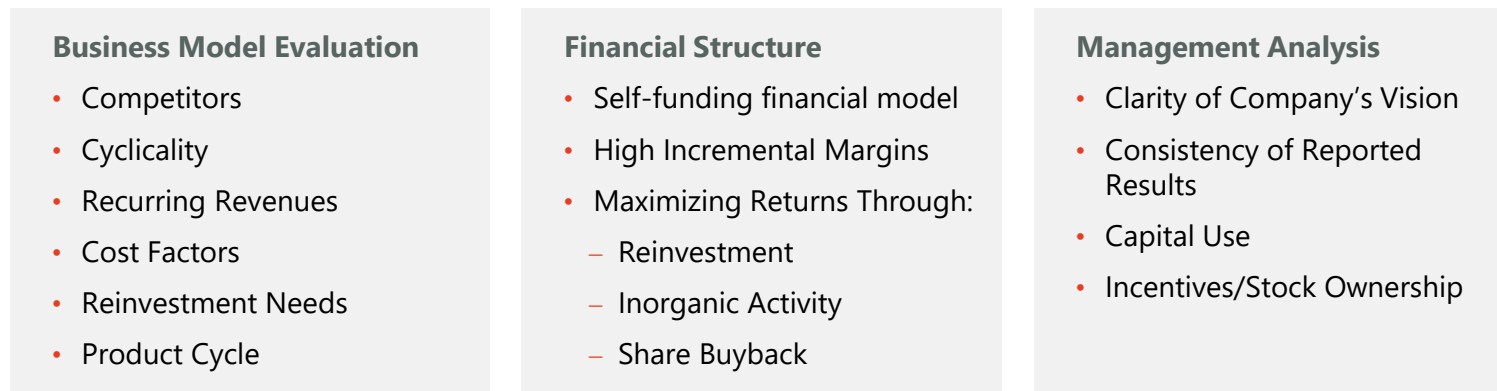 Business Model Evaluation
• Competitors
• Cyclicality
• Recurring Revenues
• Cost Factors
• Reinvestment Needs
• Product Cycle
Financial Structure
• Self-funding financial model
• High Incremental Margins
• Maximizing Returns Through:
– Reinvestment
– Inorganic Activity
– Share Buyback
Management Analysis
• Clarity of Company’s Vision
• Consistency of Reported
Results
• Capital Use
• Incentives/Stock Ownership